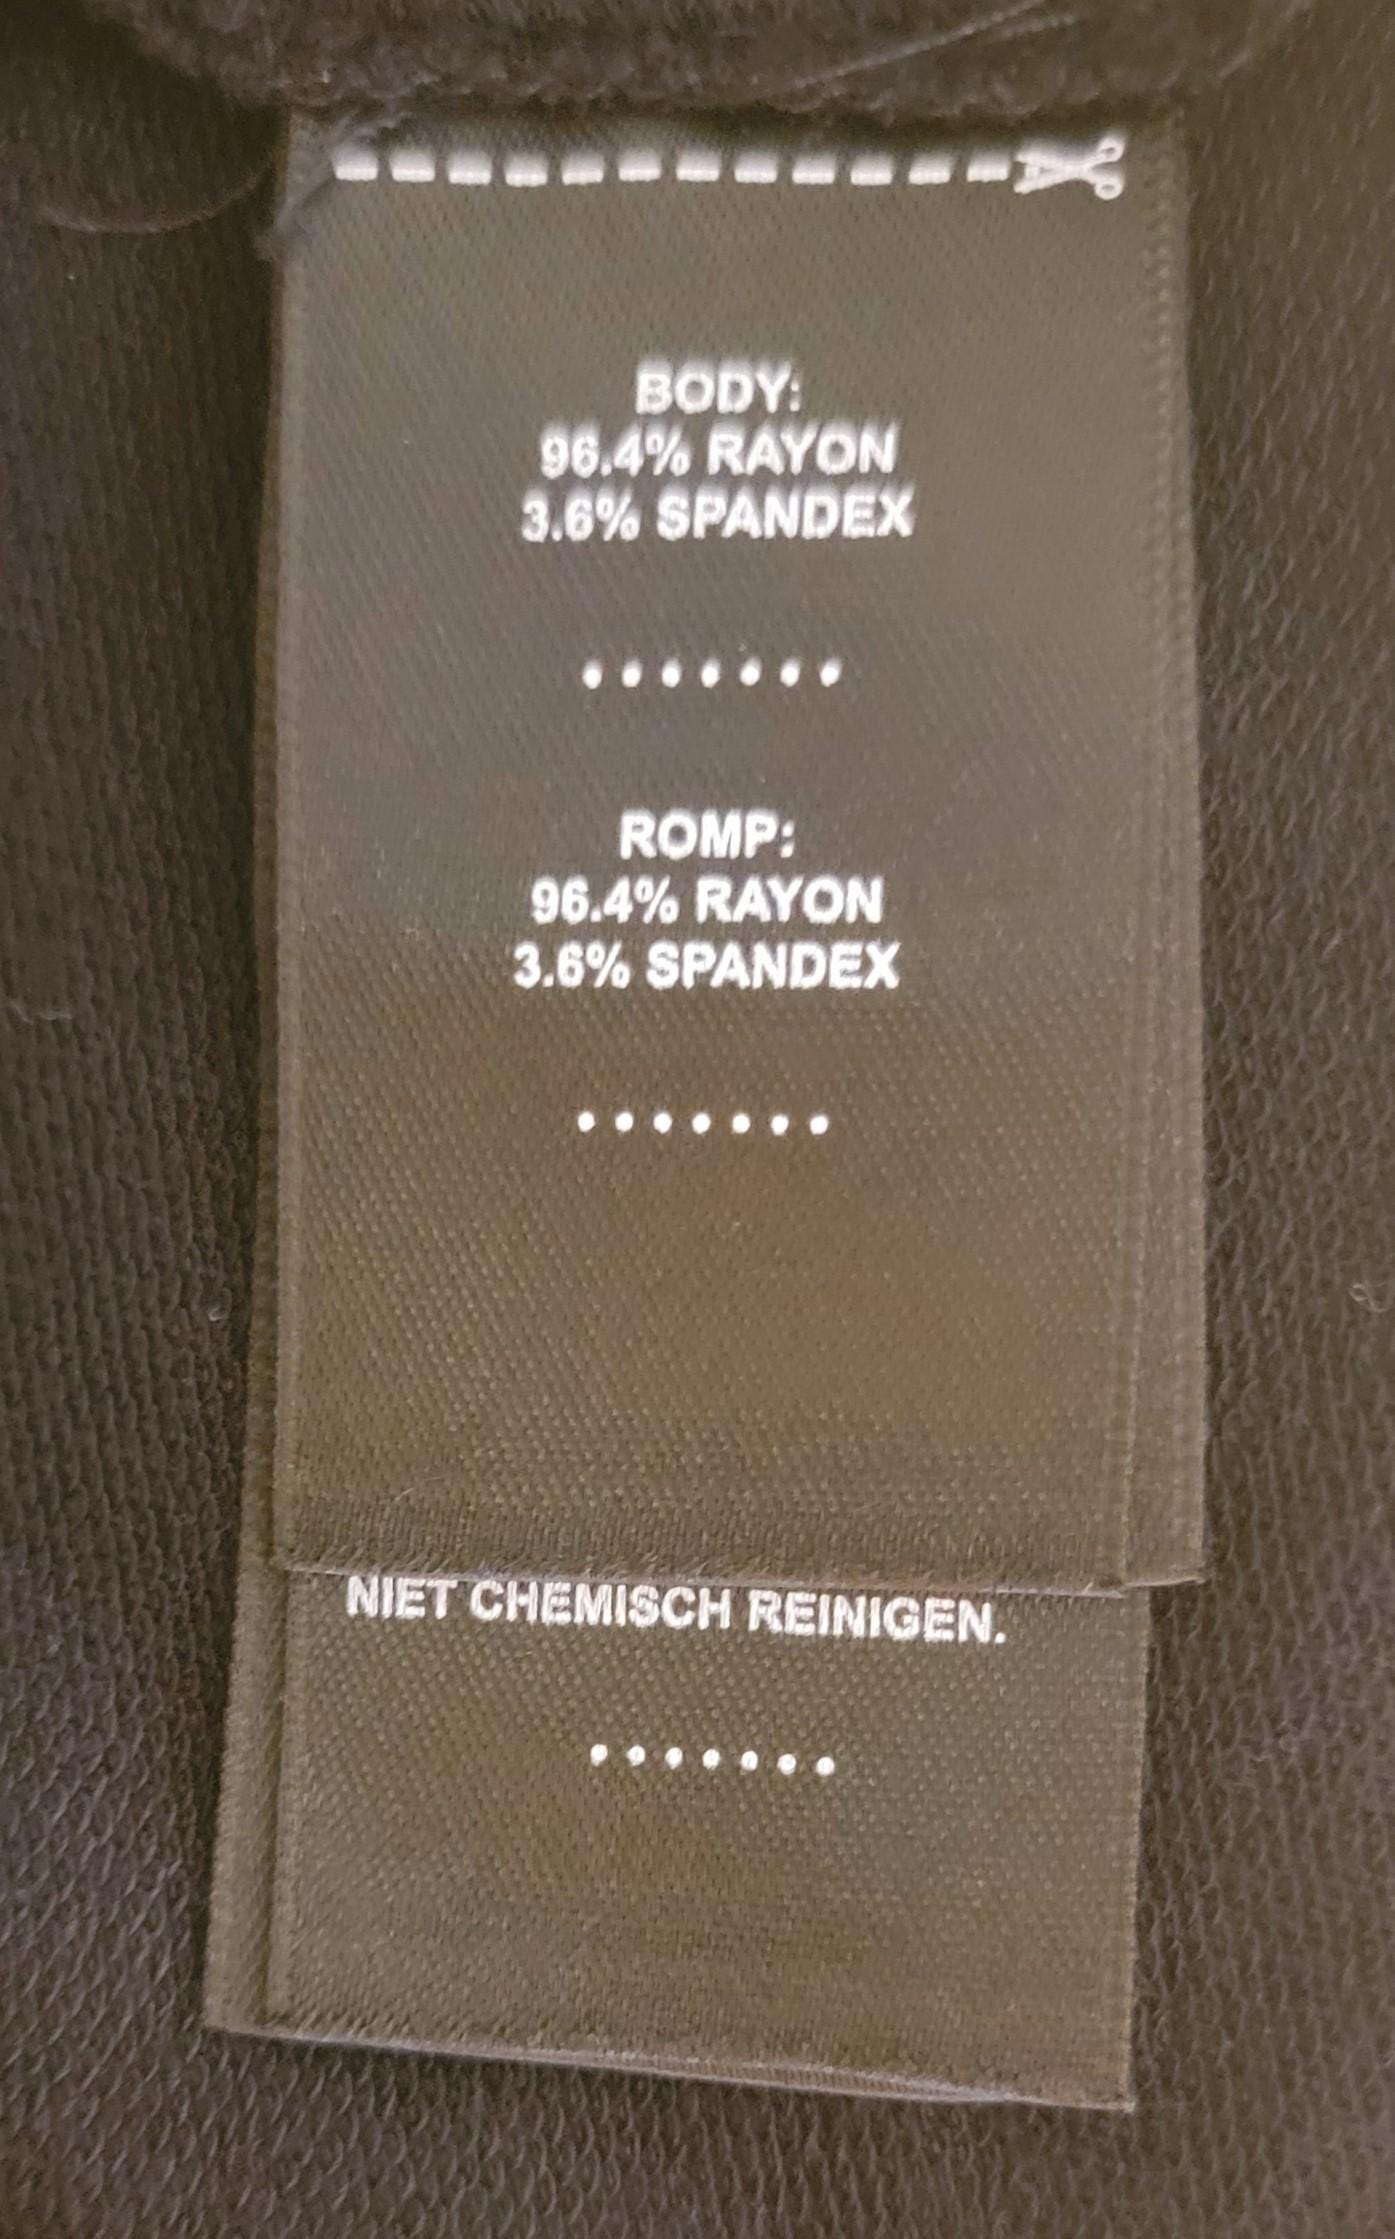 BODY:
96.4% RAYON
3.6% SPANDEX
.......
ROMP:
96.4% RAYON
3.6% SPANDEX
.......
NIET CHEMISCH REINIGEN.
.......